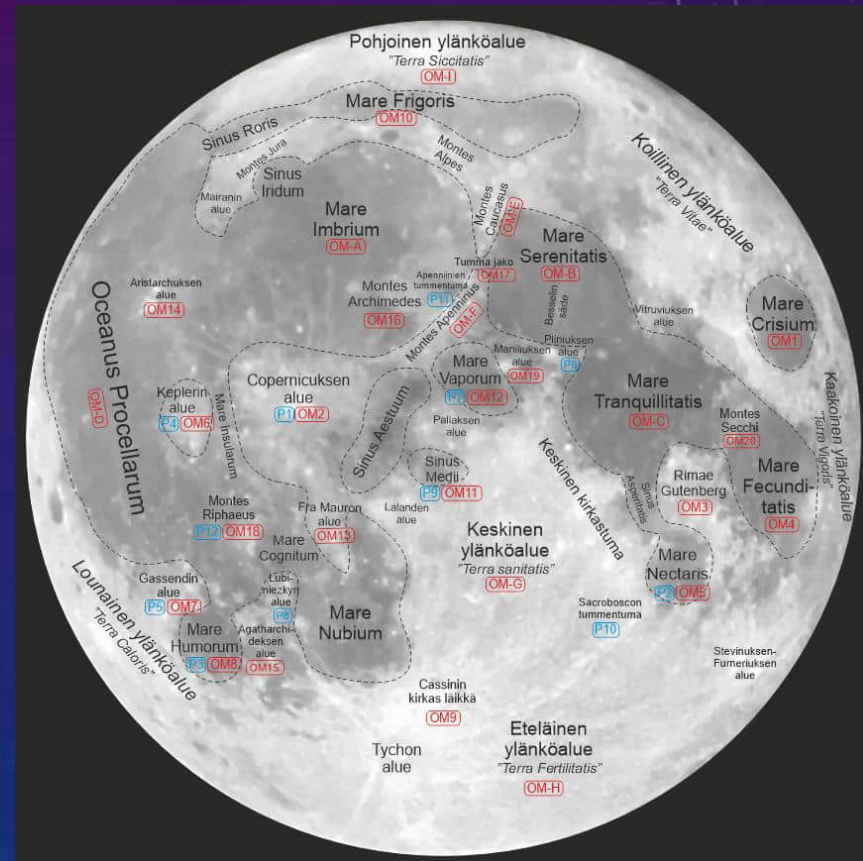 Pohjoinen ylänköalue
"Terra Siccitatis"
OM-I
Mare Frigoris
OM10
Sinus Roris
Montes Jura
Sinus
Iridum
Mairanin
alue
Montes
Alpes
Koillinen ylänköalue
"Terra Vitae"
Mare
Imbrium
OM-A
Montes
Caucasus
OM-E
Mare
Serenitatis
OM-B
Tumma jako
OM17
Apenniinien
tummentuma
P11
Montes
Archimedes
OM16
Montes Apenninus
OM-F
Besselin
säde
Aristarchuksen
alue
OM14
Oceanus Procellarum
OM-D
Vitruviuksen
alue
Mare
Crisium
OM1
Pliniuksen
alue
Maniliuksen
alue
OM19
Mare
Vaporum
OM12
Keplerin
alue
P4 OM6
Mare Insularum
Copernicuksen
alue
P1 OM2
Sinus Aestuum
Pallaksen
alue
Mare
Tranquillitatis
OM-C
Montes
Secchi
OM20
Kaakoinen ylänköalue
"Terra Vigoris"
Sinus
Medii
P9 OM11
Keskinen kirkastuma
Sinus
Asperitatis
Rimae
Gutenberg
OM3
Mare
Fecundi-
tatis
OM4
Montes
Riphaeus
P12 OM18
Fra Mauron
alue
OM13
Lalanden
alue
Mare
Cognitum
Keskinen
ylänköalue
"Terra sanitatis"
OM-G
Mare
Nectaris
P2 OM5
Gassendin
alue
P5 OM7
Lounainen ylänköalue
"Terra Caloris"
Lubi-
niezkyn
alue
P8
Mare
Nubium
Sacroboscon
tummentuma
P10
Mare
Humorum
P3 OM8
Agatharchi-
deksen
alue
OM15
Stevinuksen-
Furneriuksen
alue
Cassinin
kirkas läikkä
OM9
Tychon
alue
Eteläinen
ylänköalue
"Terra Fertilitatis"
OM-H